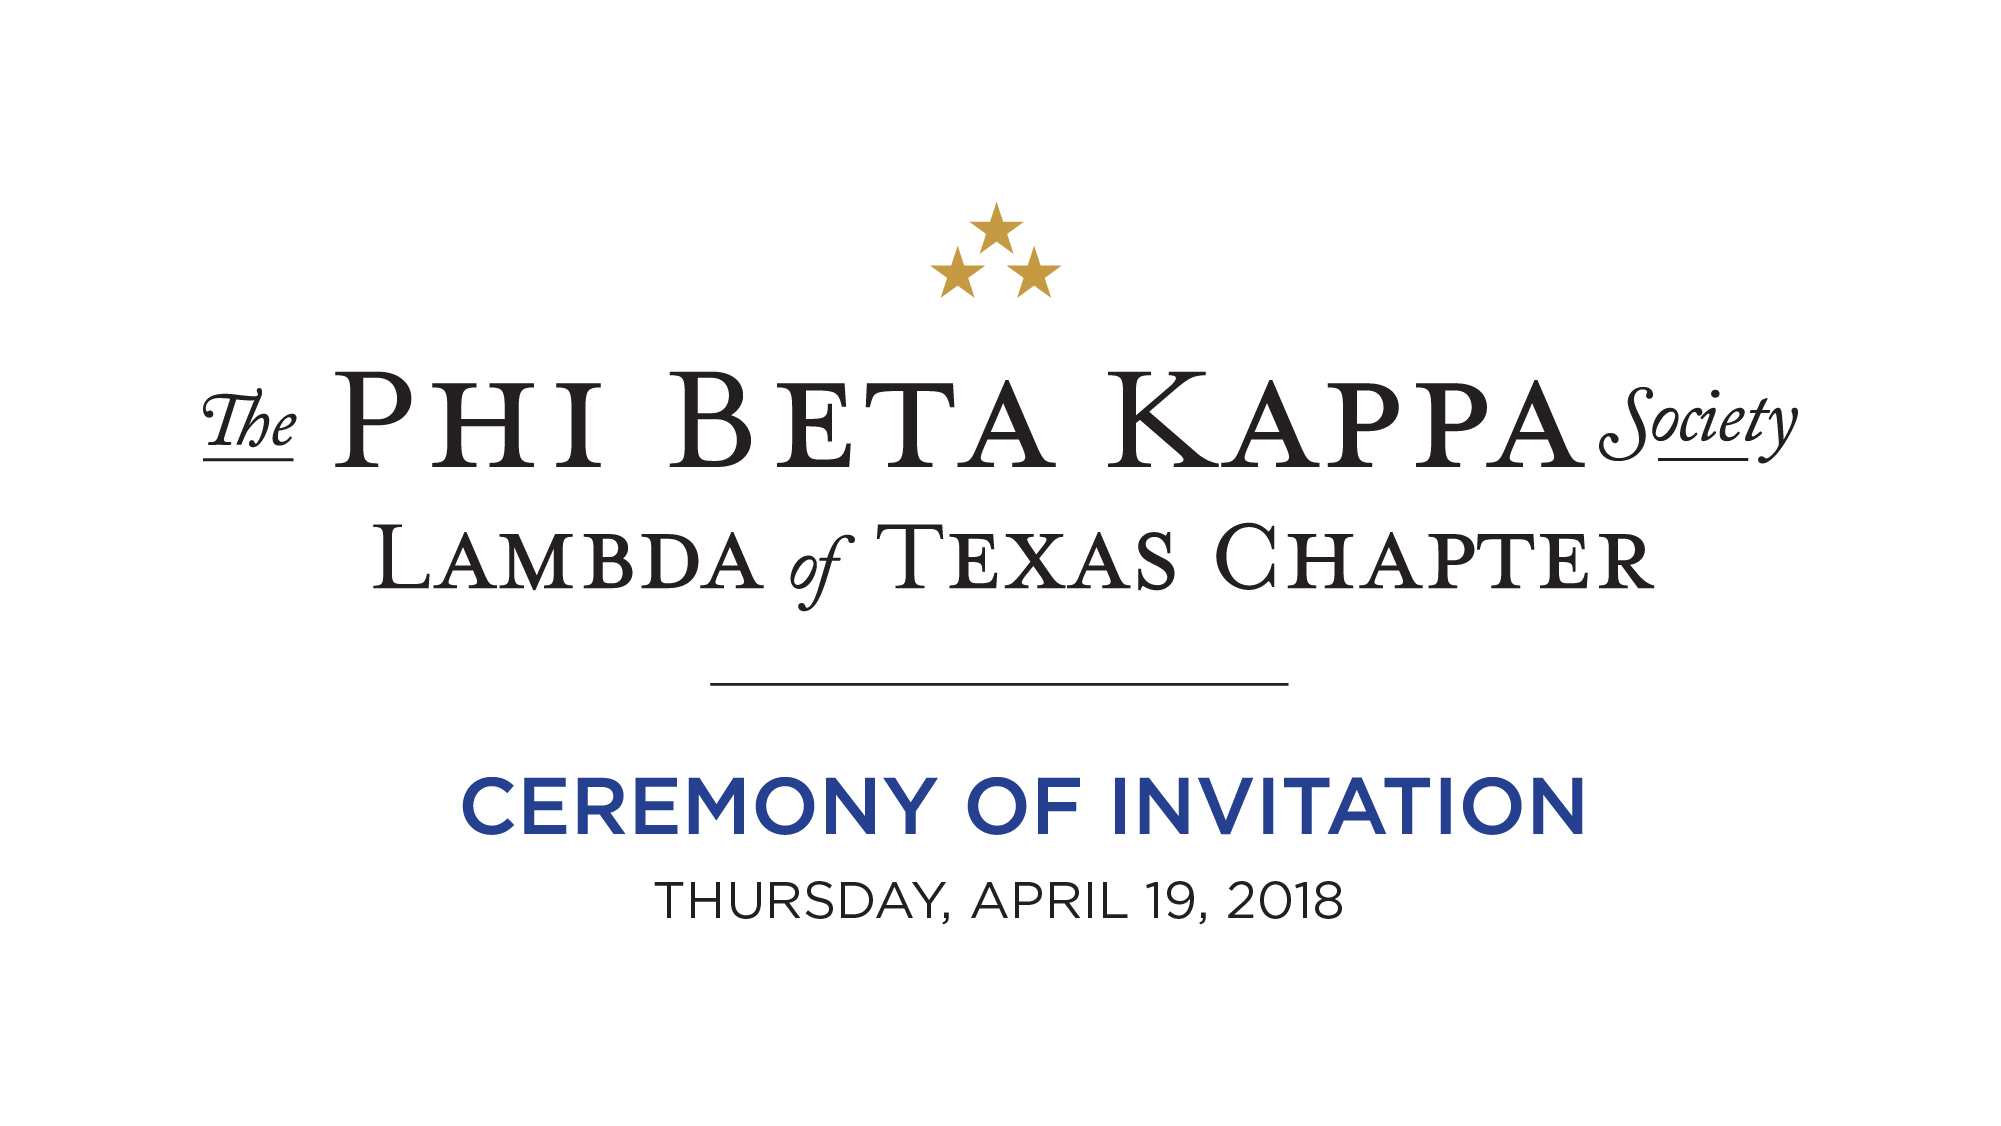 The PHI BETA KAPPA Society
LAMBDA of TEXAS CHAPTER
CEREMONY OF INVITATION
THURSDAY, APRIL 19, 2018